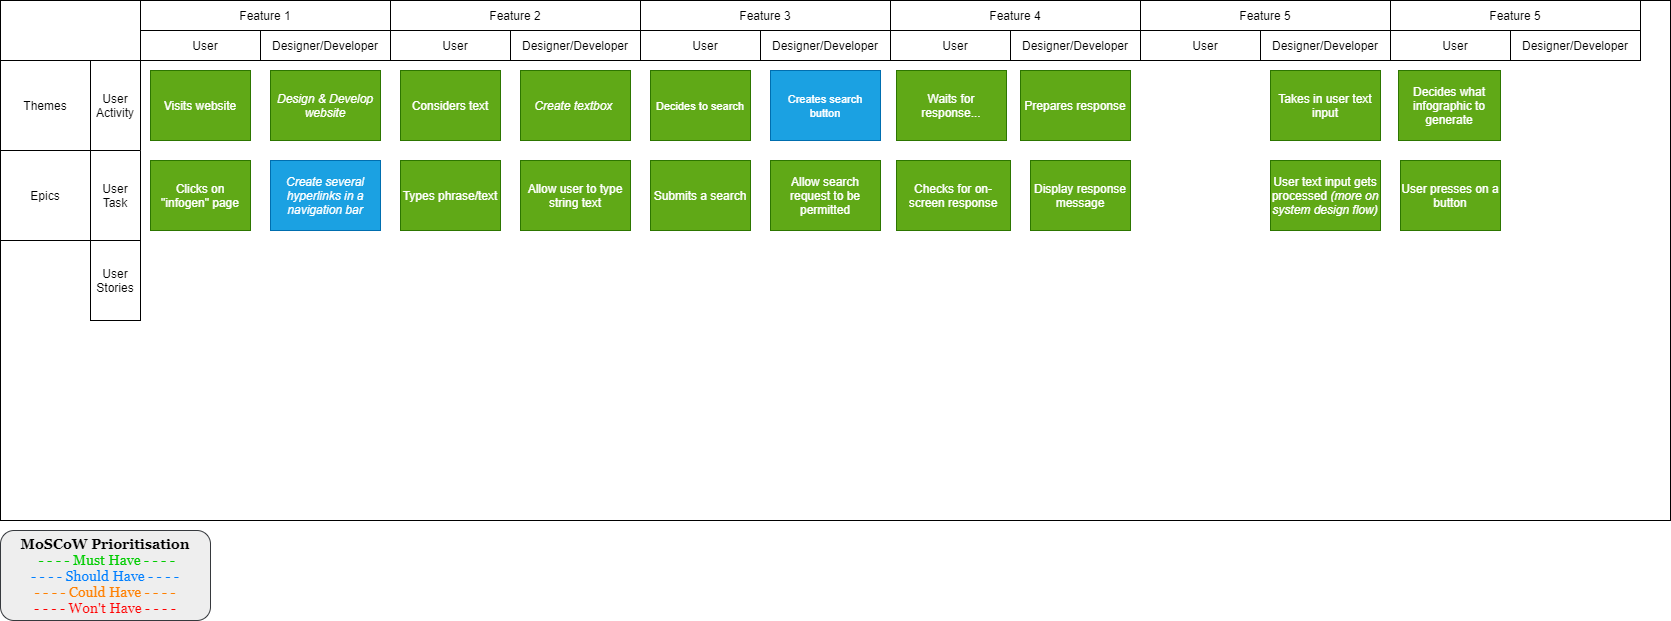 Feature 1
Feature 2
Feature 3
Feature 4
Feature 5
Feature 5
User
Designer/Developer
User
Designer/Developer
User
Designer/Developer
User
Designer/Developer
User
Designer/Developer
User
Designer/Developer
Themes
User
Activity
Visits website
Design & Develop
website
Considers text
Create textbox
Decides to search
Creates search
button
Waits for
response...
Prepares response
Takes in user text
input
Decides what
infographic to
generate
Epics
User
Task
Clicks on
"infogen" page
Create several
hyperlinks in a
navigation bar
Types phrase/text
Allow user to type
string text
Submits a search
Allow search
request to be
permitted
Checks for on-
screen response
Display response
message
User text input gets
processed (more on
system design flow)
User presses on a
button
User
Stories
MoSCoW Prioritisation
- - - - Must Have - - - -
- - - - Should Have - - - -
- - - - Could Have - - - -
- - - - Won't Have - - - -